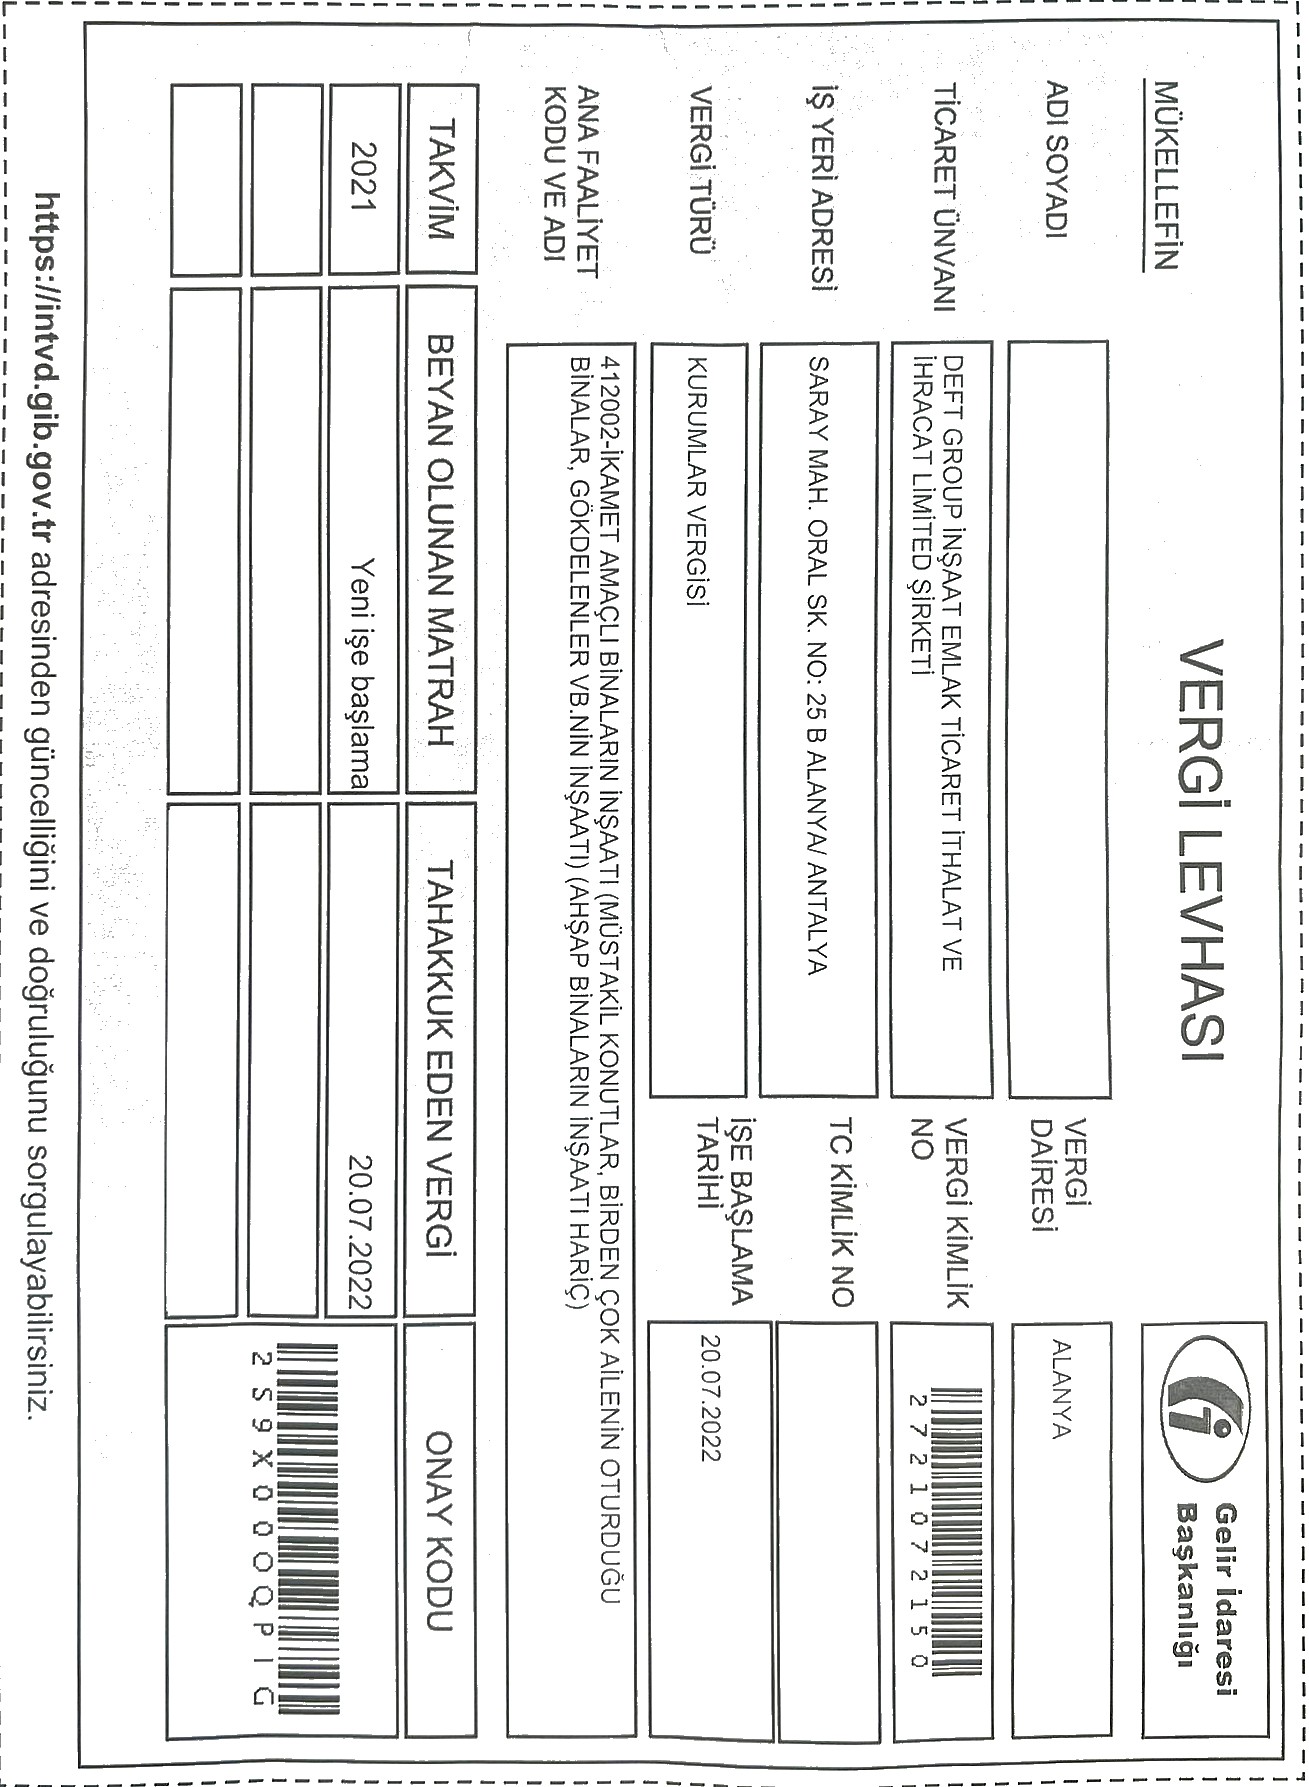 VERGİ LEVHASI
Gelir İdaresi
Başkanlığı
MÜKELLEFİN
ADI SOYADI
VERGİ
DAİRESİ
ALANYA
TİCARET ÜNVANI
DEFT GROUP İNŞAAT EMLAK TİCARET İTHALAT VE
İHRACAT LİMİTED ŞİRKETİ
VERGİ KİMLİK
NO
2721072150
İŞ YERİ ADRESİ
SARAY MAH. ORAL SK. NO: 25 B ALANYA/ ANTALYA
TC KİMLİK NO
VERGİ TÜRÜ
KURUMLAR VERGİSİ
İŞE BAŞLAMA
TARİHİ
20.07.2022
ANA FAALİYET
KODU VE ADI
412002-İKAMET AMAÇLI BİNALARIN İNŞAATI (MÜSTAKİL KONUTLAR, BİRDEN ÇOK AİLENİN OTURDUĞU
BİNALAR, GÖKDELENLER VB.NİN İNŞAATI) (AHŞAP BİNALARIN İNŞAATI HARİÇ)
TAKVİM BEYAN OLUNAN MATRAH TAHAKKUK EDEN VERGİ ONAY KODU
2021 Yeni işe başlama 20.07.2022
2S9X00OQPIG
https://intvd.gib.gov.tr adresinden güncelliğini ve doğruluğunu sorgulayabilirsiniz.